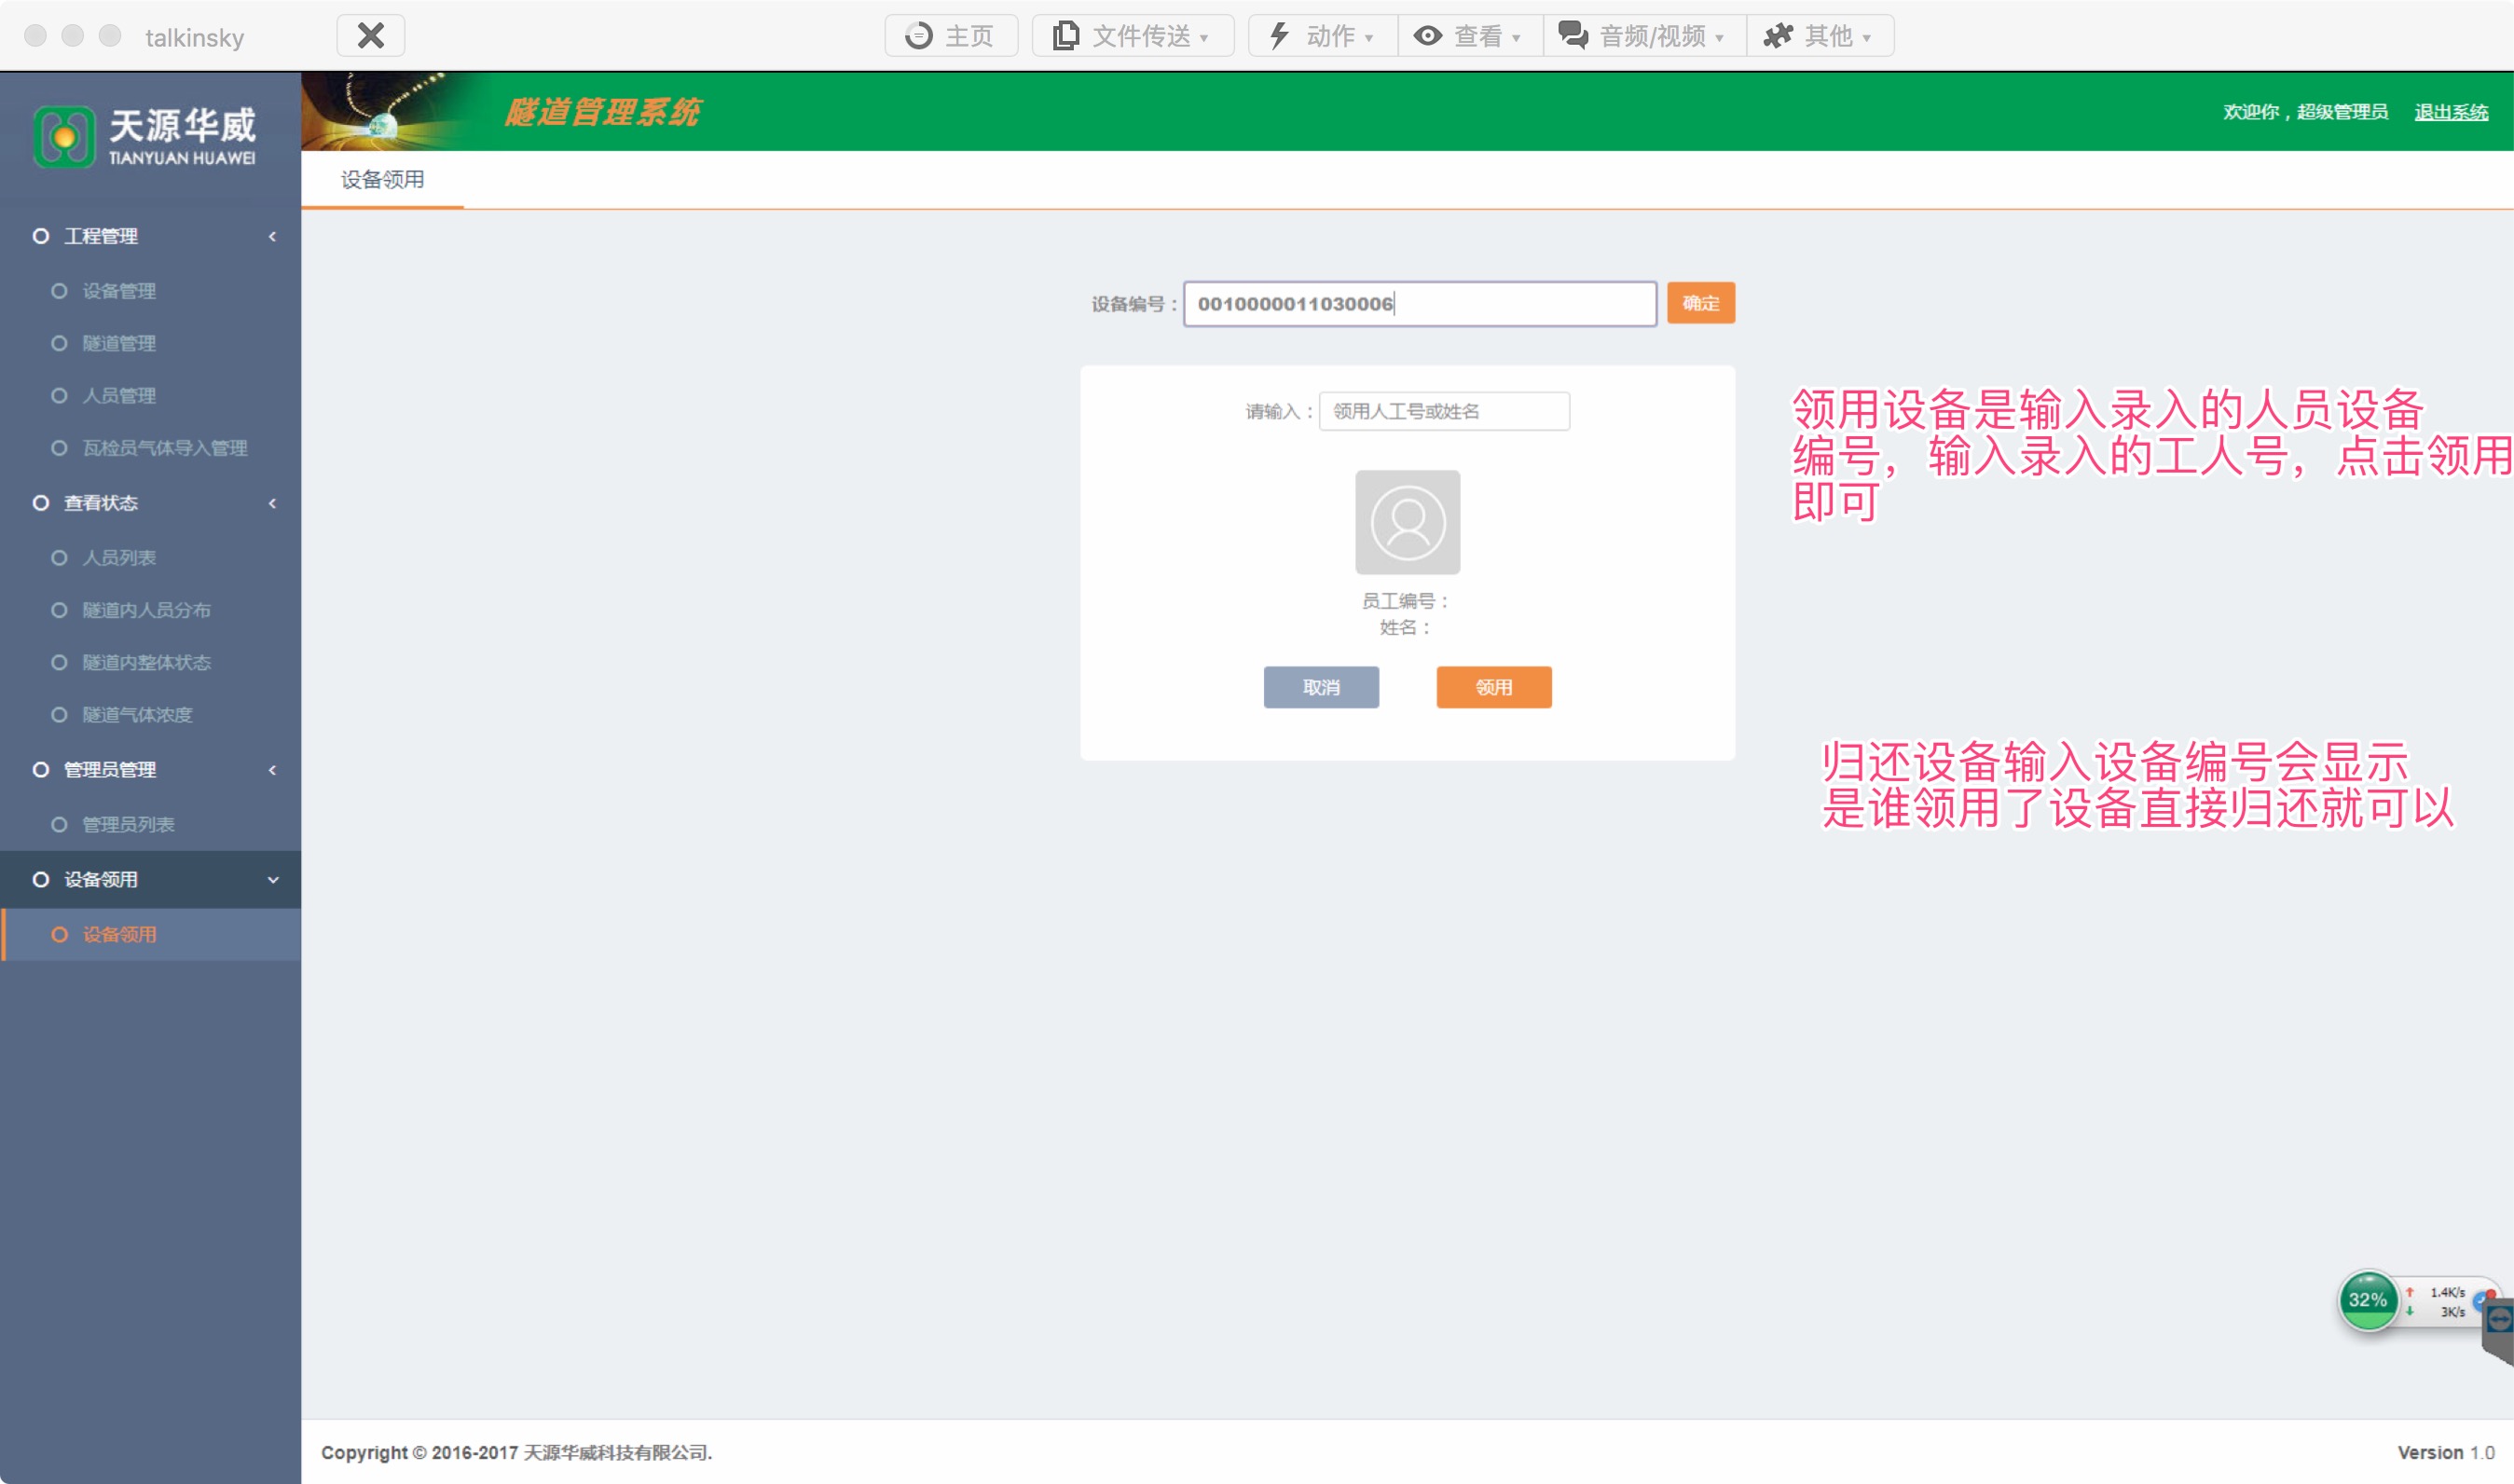 talkinsky
主页
文件传送
动作
查看
音频/视频
其他
天源华威
TIANYUAN HUAWEI
隧道管理系统
欢迎你，超级管理员 退出系统
设备领用
工程管理
设备管理
隧道管理
人员管理
瓦检员气体导入管理
查看状态
人员列表
隧道内人员分布
隧道内整体状态
隧道气体浓度
管理员管理
管理员列表
设备领用
设备领用
设备编号：0010000011030006 确定
请输入：领用人工号或姓名
员工编号：
姓名：
取消 领用
领用设备是输入录入的人员设备
编号，输入录入的工人号，点击领用
即可
归还设备输入设备编号会显示
是谁领用了设备直接归还就可以
32%
1.4K/s
3K/s
Copyright © 2016-2017 天源华威科技有限公司.
Version 1.0